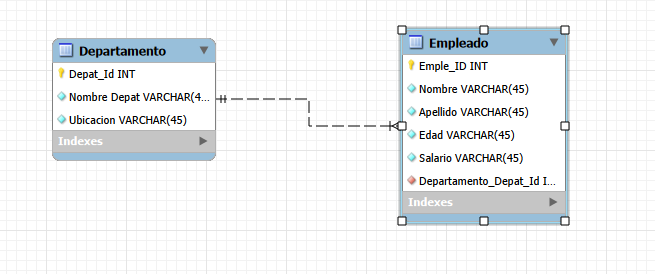 Departamento
Depat_Id INT
Nombre Depat VARCHAR(4...
Ubicacion VARCHAR(45)
Indexes
Empleado
Emple_ID INT
Nombre VARCHAR(45)
Apellido VARCHAR(45)
Edad VARCHAR(45)
Salario VARCHAR(45)
Departamento_Depat_Id I...
Indexes